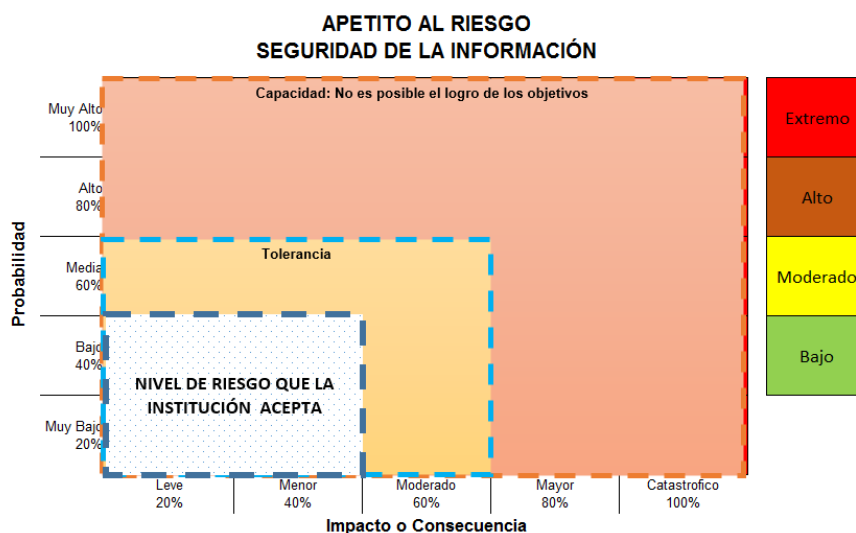 APETITO AL RIESGO
SEGURIDAD DE LA INFORMACIÓN
Capacidad: No es posible el logro de los objetivos
Muy Alto
100%
Extremo
Alto
80%
Alto
Tolerancia
Media
60%
Moderado
Probabilidad
Bajo
40%
Bajo
NIVEL DE RIESGO QUE LA
INSTITUCIÓN ACEPTA
Muy Bajo
20%
Leve
20%
Menor
40%
Moderado
60%
Mayor
80%
Catastrofico
100%
Impacto o Consecuencia